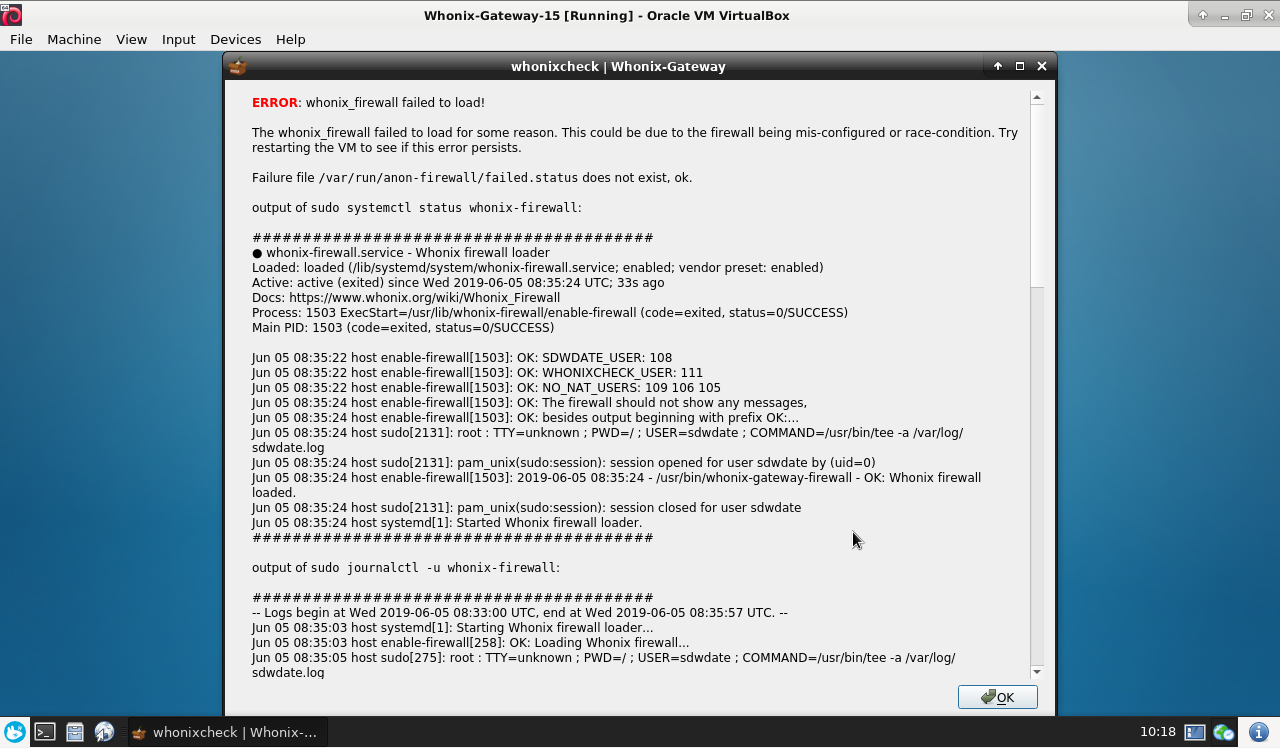 Whonix-Gateway-15 [Running] - Oracle VM VirtualBox
File Machine View Input Devices Help
whonixcheck | Whonix-Gateway
ERROR: whonix_firewall failed to load!
The whonix_firewall failed to load for some reason. This could be due to the firewall being mis-configured or race-condition. Try
restarting the VM to see if this error persists.
Failure file /var/run/anon-firewall/failed.status does not exist, ok.
output of sudo systemctl status whonix-firewall:
########################################
● whonix-firewall.service - Whonix firewall loader
Loaded: loaded (/lib/systemd/system/whonix-firewall.service; enabled; vendor preset: enabled)
Active: active (exited) since Wed 2019-06-05 08:35:24 UTC; 33s ago
Docs: https://www.whonix.org/wiki/Whonix_Firewall
Process: 1503 ExecStart=/usr/lib/whonix-firewall/enable-firewall (code=exited, status=0/SUCCESS)
Main PID: 1503 (code=exited, status=0/SUCCESS)
Jun 05 08:35:22 host enable-firewall[1503]: OK: SDWDATE_USER: 108
Jun 05 08:35:22 host enable-firewall[1503]: OK: WHONIXCHECK_USER: 111
Jun 05 08:35:22 host enable-firewall[1503]: OK: NO_NAT_USERS: 109 106 105
Jun 05 08:35:24 host enable-firewall[1503]: OK: The firewall should not show any messages,
Jun 05 08:35:24 host enable-firewall[1503]: OK: besides output beginning with prefix OK:...
Jun 05 08:35:24 host sudo[2131]: root : TTY=unknown ; PWD=/ ; USER=sdwdate ; COMMAND=/usr/bin/tee -a /var/log/
sdwdate.log
Jun 05 08:35:24 host sudo[2131]: pam_unix(sudo:session): session opened for user sdwdate by (uid=0)
Jun 05 08:35:24 host enable-firewall[1503]: 2019-06-05 08:35:24 - /usr/bin/whonix-gateway-firewall - OK: Whonix firewall
loaded.
Jun 05 08:35:24 host sudo[2131]: pam_unix(sudo:session): session closed for user sdwdate
Jun 05 08:35:24 host systemd[1]: Started Whonix firewall loader.
########################################
output of sudo journalctl -u whonix-firewall:
########################################
-- Logs begin at Wed 2019-06-05 08:33:00 UTC, end at Wed 2019-06-05 08:35:57 UTC. --
Jun 05 08:35:03 host systemd[1]: Starting Whonix firewall loader...
Jun 05 08:35:03 host enable-firewall[258]: OK: Loading Whonix firewall...
Jun 05 08:35:05 host sudo[275]: root : TTY=unknown ; PWD=/ ; USER=sdwdate ; COMMAND=/usr/bin/tee -a /var/log/
sdwdate.log
OK
whonixcheck | Whonix-...
10:18